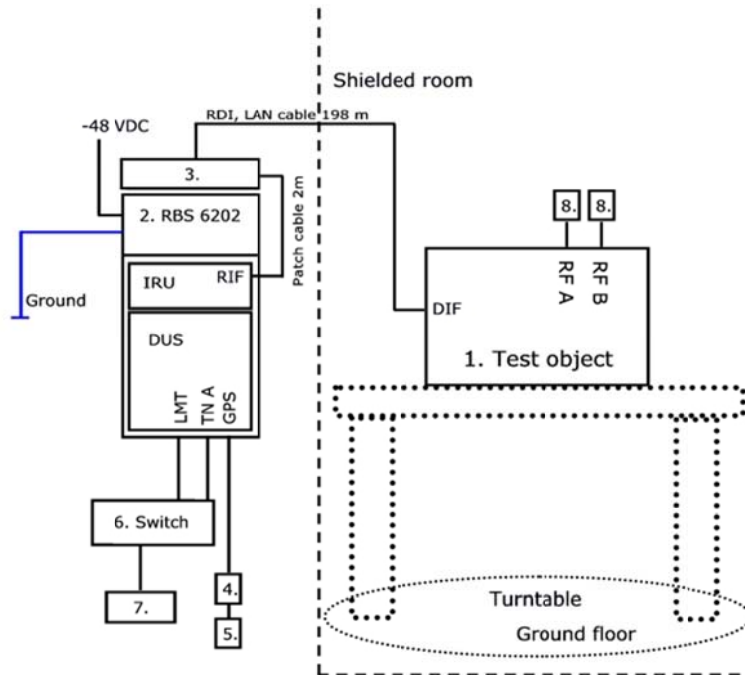 Shielded room
RDI, LAN cable 198 m
-48 VDC
3.
2. RBS 6202
Patch cable 2m
8. 8.
RF A
RF B
IRU RIF
Ground
DIF
DUS
1. Test object
LMT
TN A
GPS
6. Switch
4.
7.
5.
Turntable
Ground floor